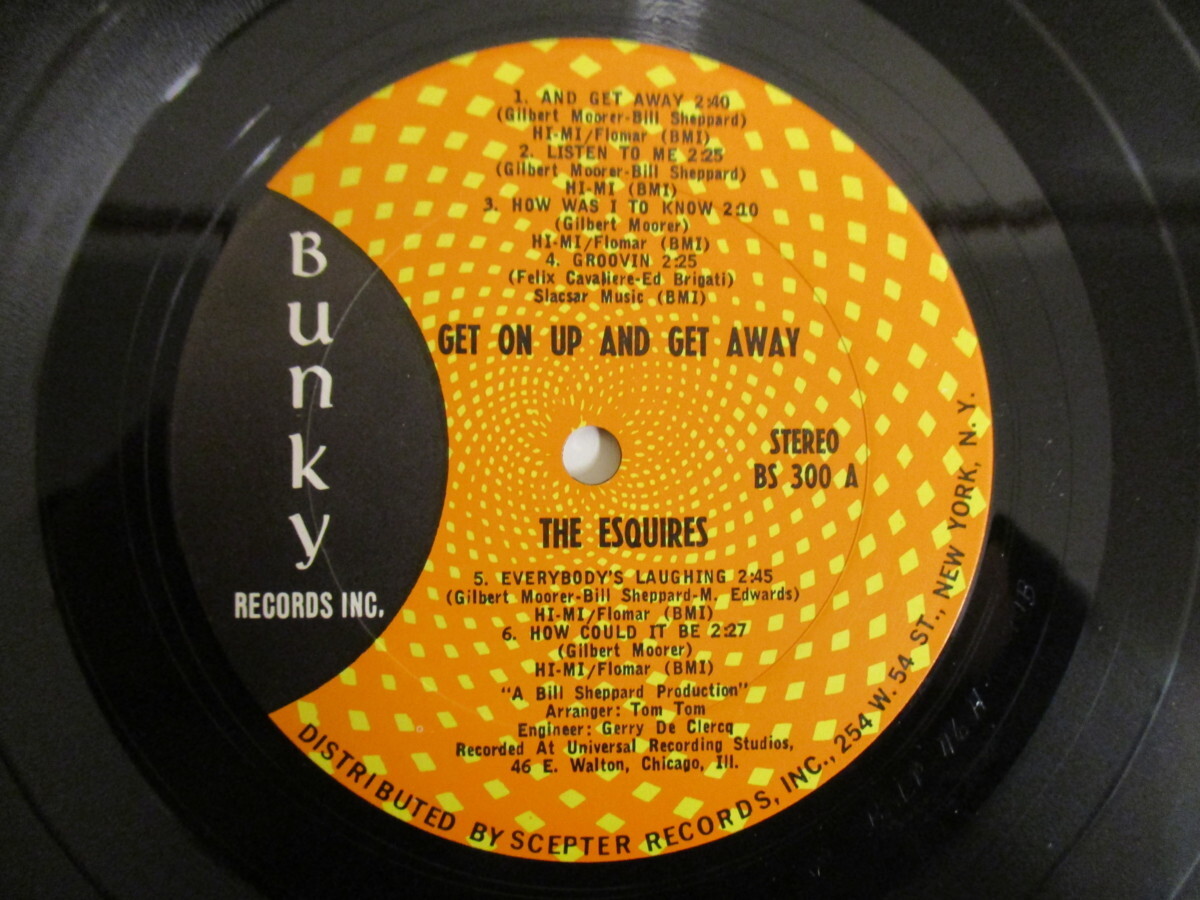 1. AND GET AWAY 2:40
(Gilbert Moorer-Bill Sheppard)
HI-MI/Flomar (BMI)
2. LISTEN TO ME 2:25
(Gilbert Moorer-Bill Sheppard)
HI-MI (BMI)
3. HOW WAS I TO KNOW 2:10
(Gilbert Moorer)
HI-MI/Flomar (BMI)
4. GROOVIN 2:25
(Felix Cavaliere-Ed Brigati)
Slacsar Music (BMI)
GET ON UP AND GET AWAY
Bunky
RECORDS INC.
STEREO
BS 300 A
THE ESQUIRES
5. EVERYBODY'S LAUGHING 2:45
(Gilbert Moorer-Bill Sheppard-M. Edwards)
HI-MI/Flomar (BMI)
6. HOW COULD IT BE 2:27
(Gilbert Moorer)
HI-MI/Flomar (BMI)
"A Bill Sheppard Production"
Arranger: Tom Tom
Engineer: Gerry De Clercq
Recorded At Universal Recording Studios,
46 E. Walton, Chicago, Ill.
DISTRIBUTED BY SCEPTER RECORDS, INC., 254 W. 54 ST., NEW YORK, N.Y.